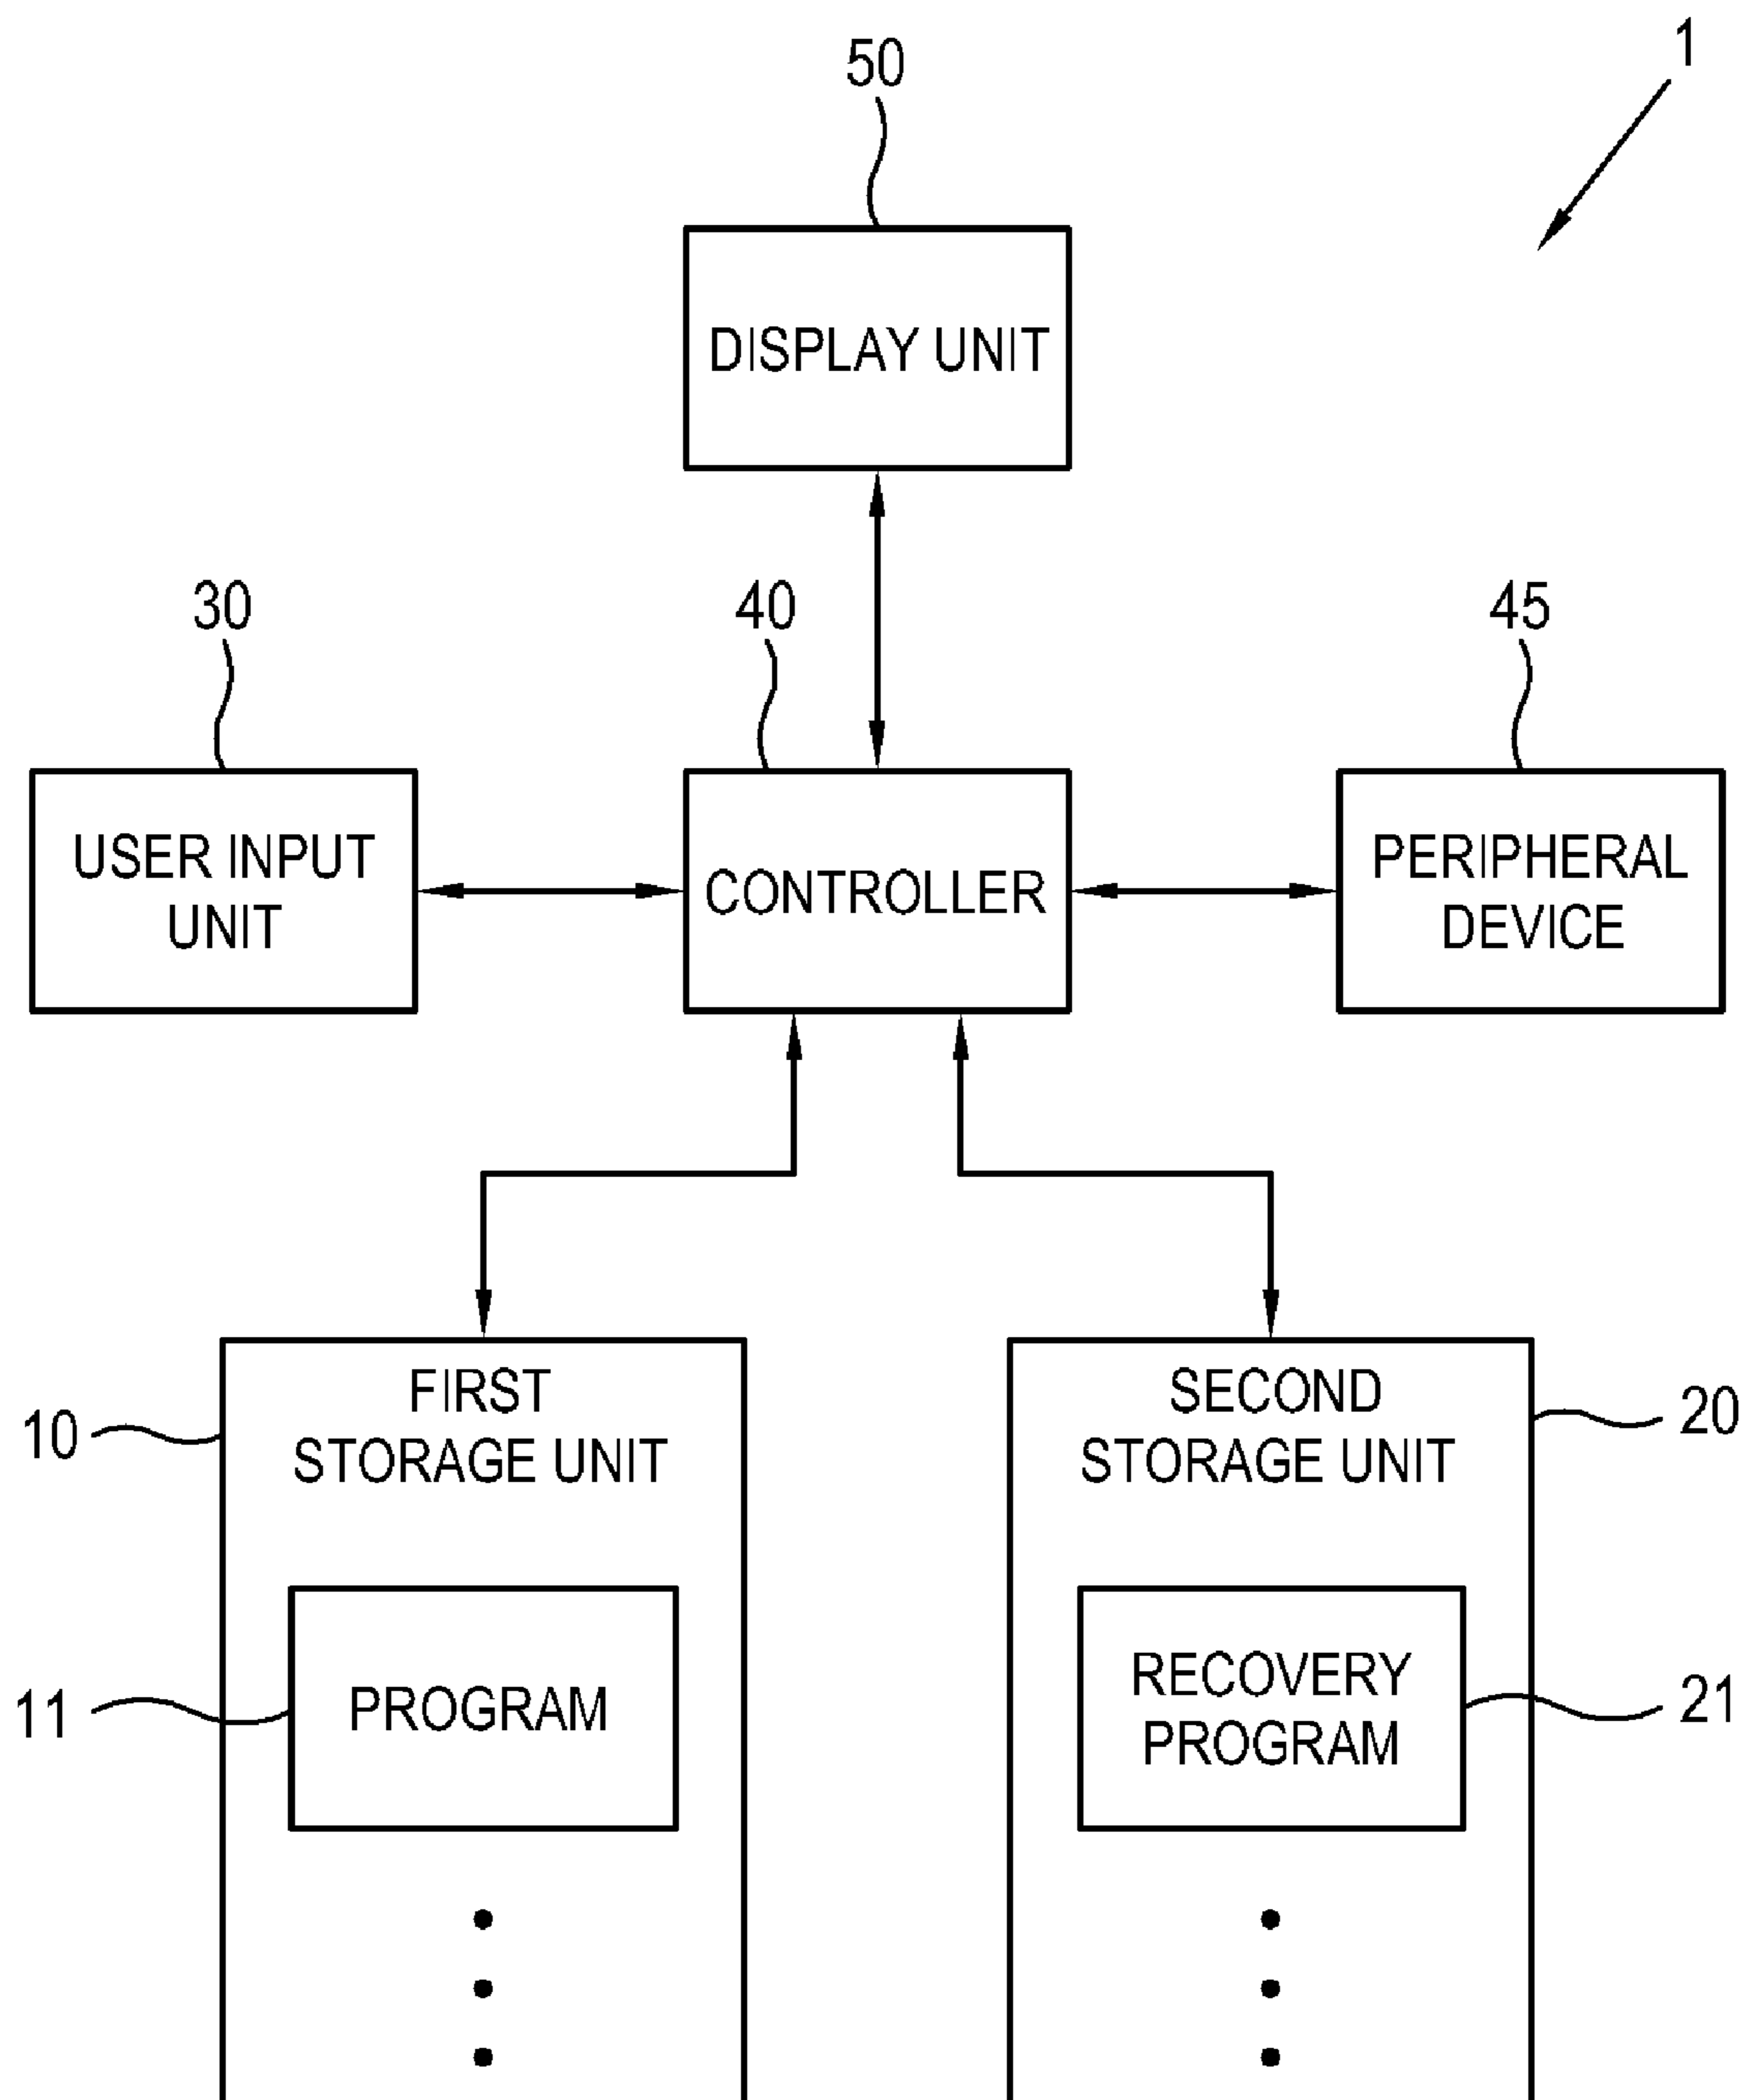 1
50
DISPLAY UNIT
30
40
45
USER INPUT
UNIT
CONTROLLER
PERIPHERAL
DEVICE
10
FIRST
STORAGE UNIT
SECOND
STORAGE UNIT
20
11
PROGRAM
RECOVERY
PROGRAM
21